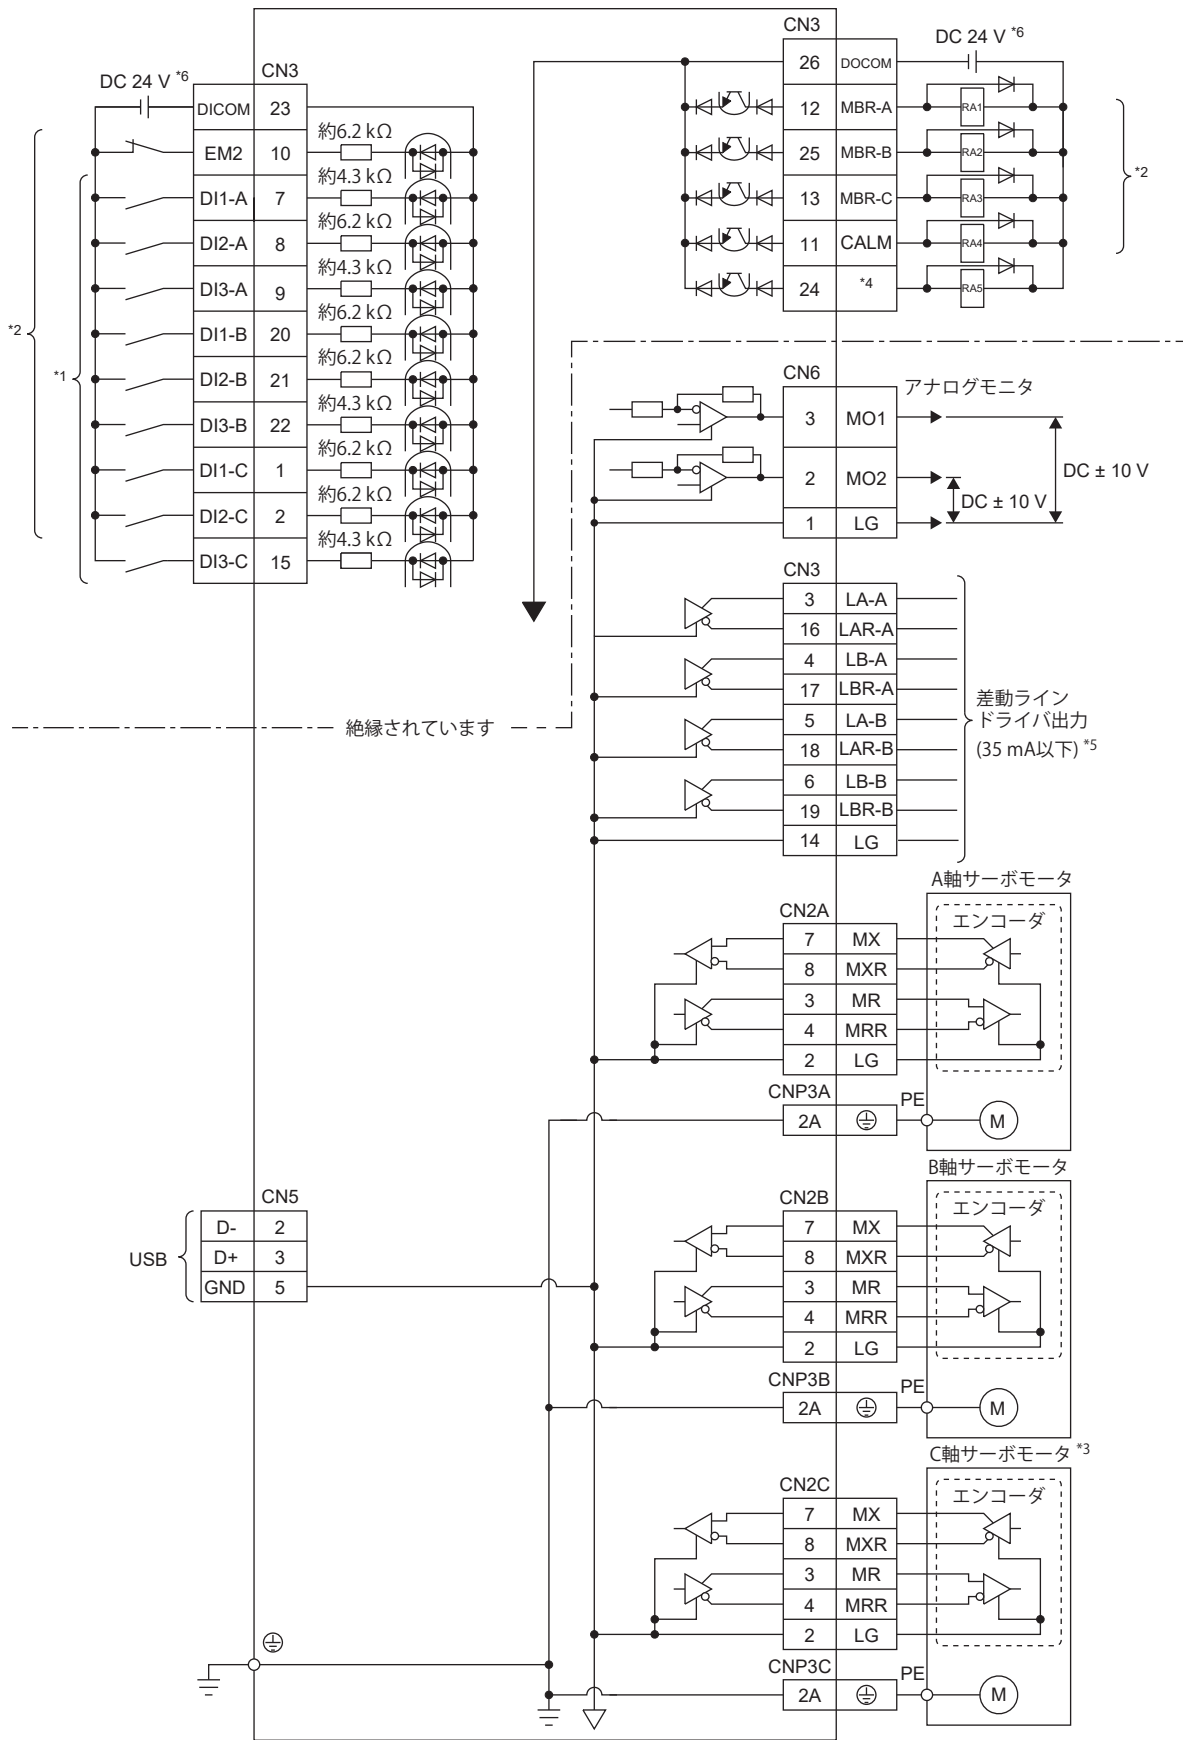 CN3
DC 24 V *6
DICOM 23
EM2 10 約6.2 kΩ
DI1-A 7 約4.3 kΩ
DI2-A 8 約6.2 kΩ
DI3-A 9 約4.3 kΩ
DI1-B 20 約6.2 kΩ
DI2-B 21 約6.2 kΩ
DI3-B 22 約4.3 kΩ
DI1-C 1 約6.2 kΩ
DI2-C 2 約6.2 kΩ
DI3-C 15 約4.3 kΩ
*2
*1
CN3
DC 24 V *6
26 DOCOM
12 MBR-A RA1
25 MBR-B RA2
13 MBR-C RA3
11 CALM RA4
24 *4 RA5
*2
CN6
アナログモニタ
3 MO1
2 MO2
1 LG
DC ± 10 V
DC ± 10 V
CN3
3 LA-A
16 LAR-A
4 LB-A
17 LBR-A
5 LA-B
18 LAR-B
6 LB-B
19 LBR-B
14 LG
差動ライン
ドライバ出力
(35 mA以下) *5
絶縁されています
A軸サーボモータ
エンコーダ
CN2A
7 MX
8 MXR
3 MR
4 MRR
2 LG
CNP3A
2A PE M
CN5
USB
D- 2
D+ 3
GND 5
B軸サーボモータ
エンコーダ
CN2B
7 MX
8 MXR
3 MR
4 MRR
2 LG
CNP3B
2A PE M
C軸サーボモータ *3
エンコーダ
CN2C
7 MX
8 MXR
3 MR
4 MRR
2 LG
CNP3C
2A PE M